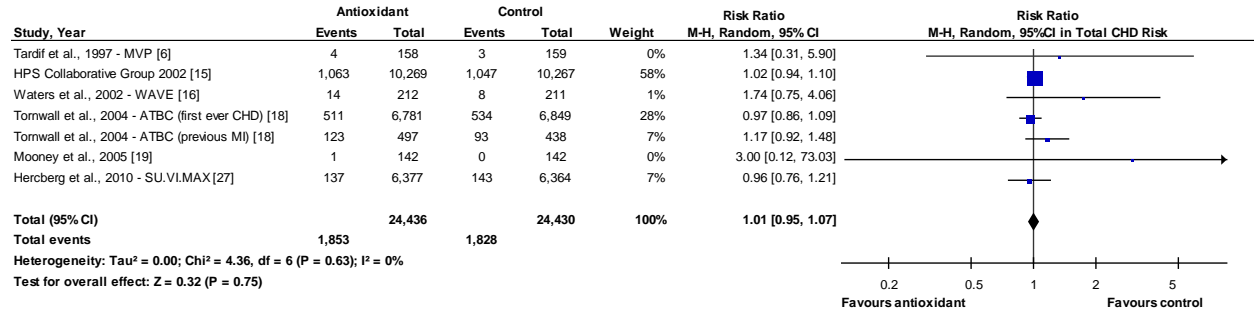 Antioxidant Control Risk Ratio Risk Ratio
Study, Year Events Total Events Total Weight M-H, Random, 95% CI M-H, Random, 95%CI in Total CHD Risk
Tardif et al., 1997 - MVP [6] 4 158 3 159 0% 1.34 [0.31, 5.90]
HPS Collaborative Group 2002 [15] 1,063 10,269 1,047 10,267 58% 1.02 [0.94, 1.10]
Waters et al., 2002 - WAVE [16] 14 212 8 211 1% 1.74 [0.75, 4.06]
Tornwall et al., 2004 - ATBC (first ever CHD) [18] 511 6,781 534 6,849 28% 0.97 [0.86, 1.09]
Tornwall et al., 2004 - ATBC (previous MI) [18] 123 497 93 438 7% 1.17 [0.92, 1.48]
Mooney et al., 2005 [19] 1 142 0 142 0% 3.00 [0.12, 73.03]
Hercberg et al., 2010 - SU.VI.MAX [27] 137 6,377 143 6,364 7% 0.96 [0.76, 1.21]
Total (95% CI) 24,436 24,430 100% 1.01 [0.95, 1.07]
Total events 1,853 1,828
Heterogeneity: Tau² = 0.00; Chi² = 4.36, df = 6 (P = 0.63); I² = 0%
Test for overall effect: Z = 0.32 (P = 0.75)
0.2 0.5 1 2 5
Favours antioxidant Favours control